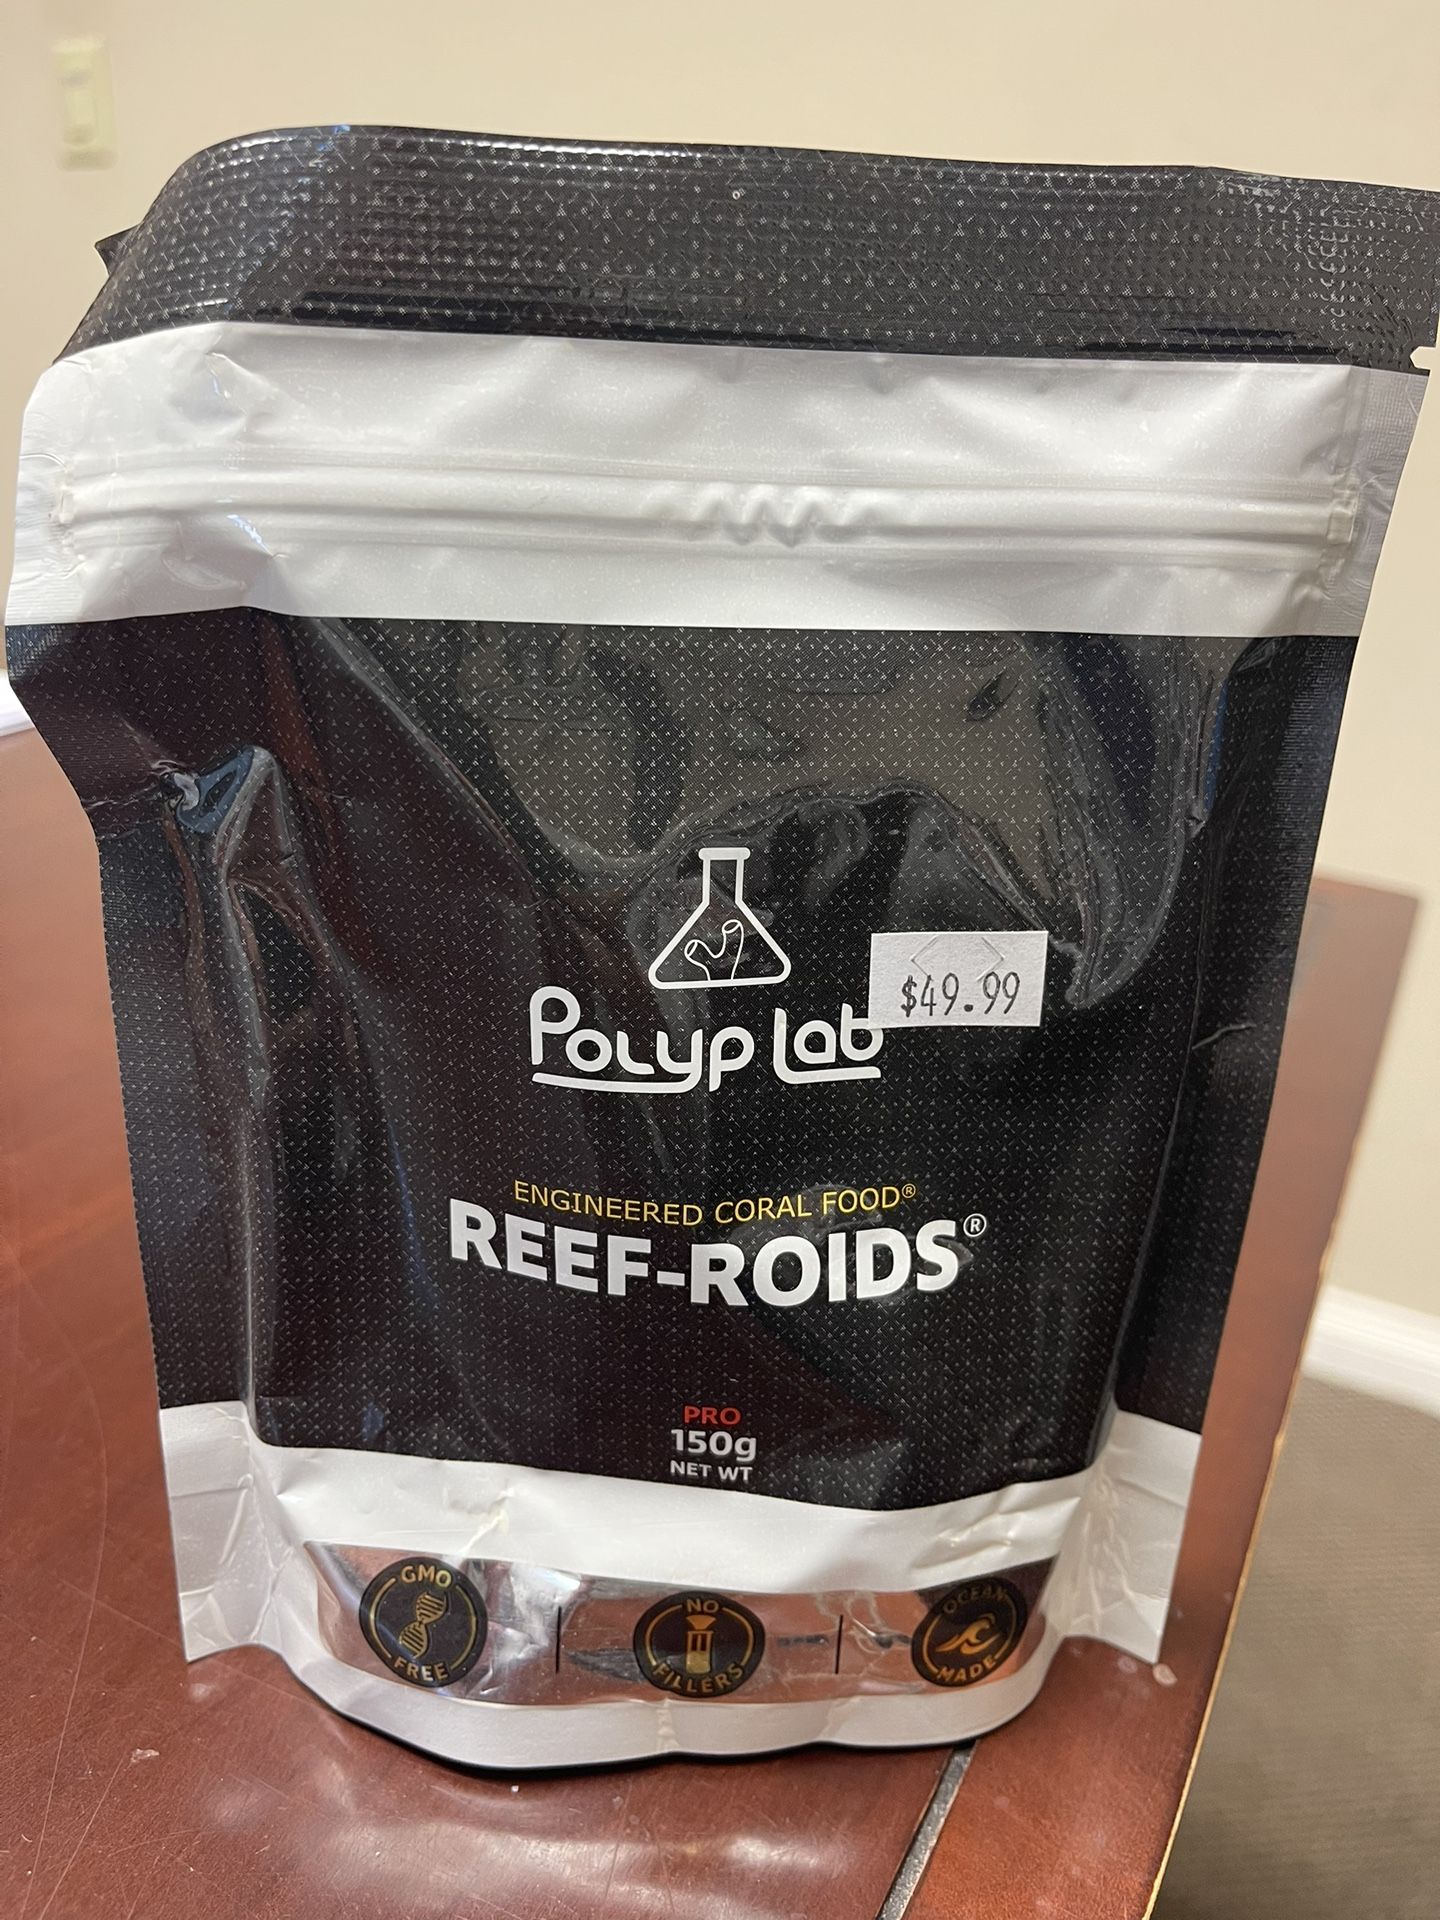 Polyp Lab
$49.99
ENGINEERED CORAL FOOD®
REEF-ROIDS®
PRO
150g
NET WT
GMO
FREE
NO
FILLERS
OCEAN
MADE